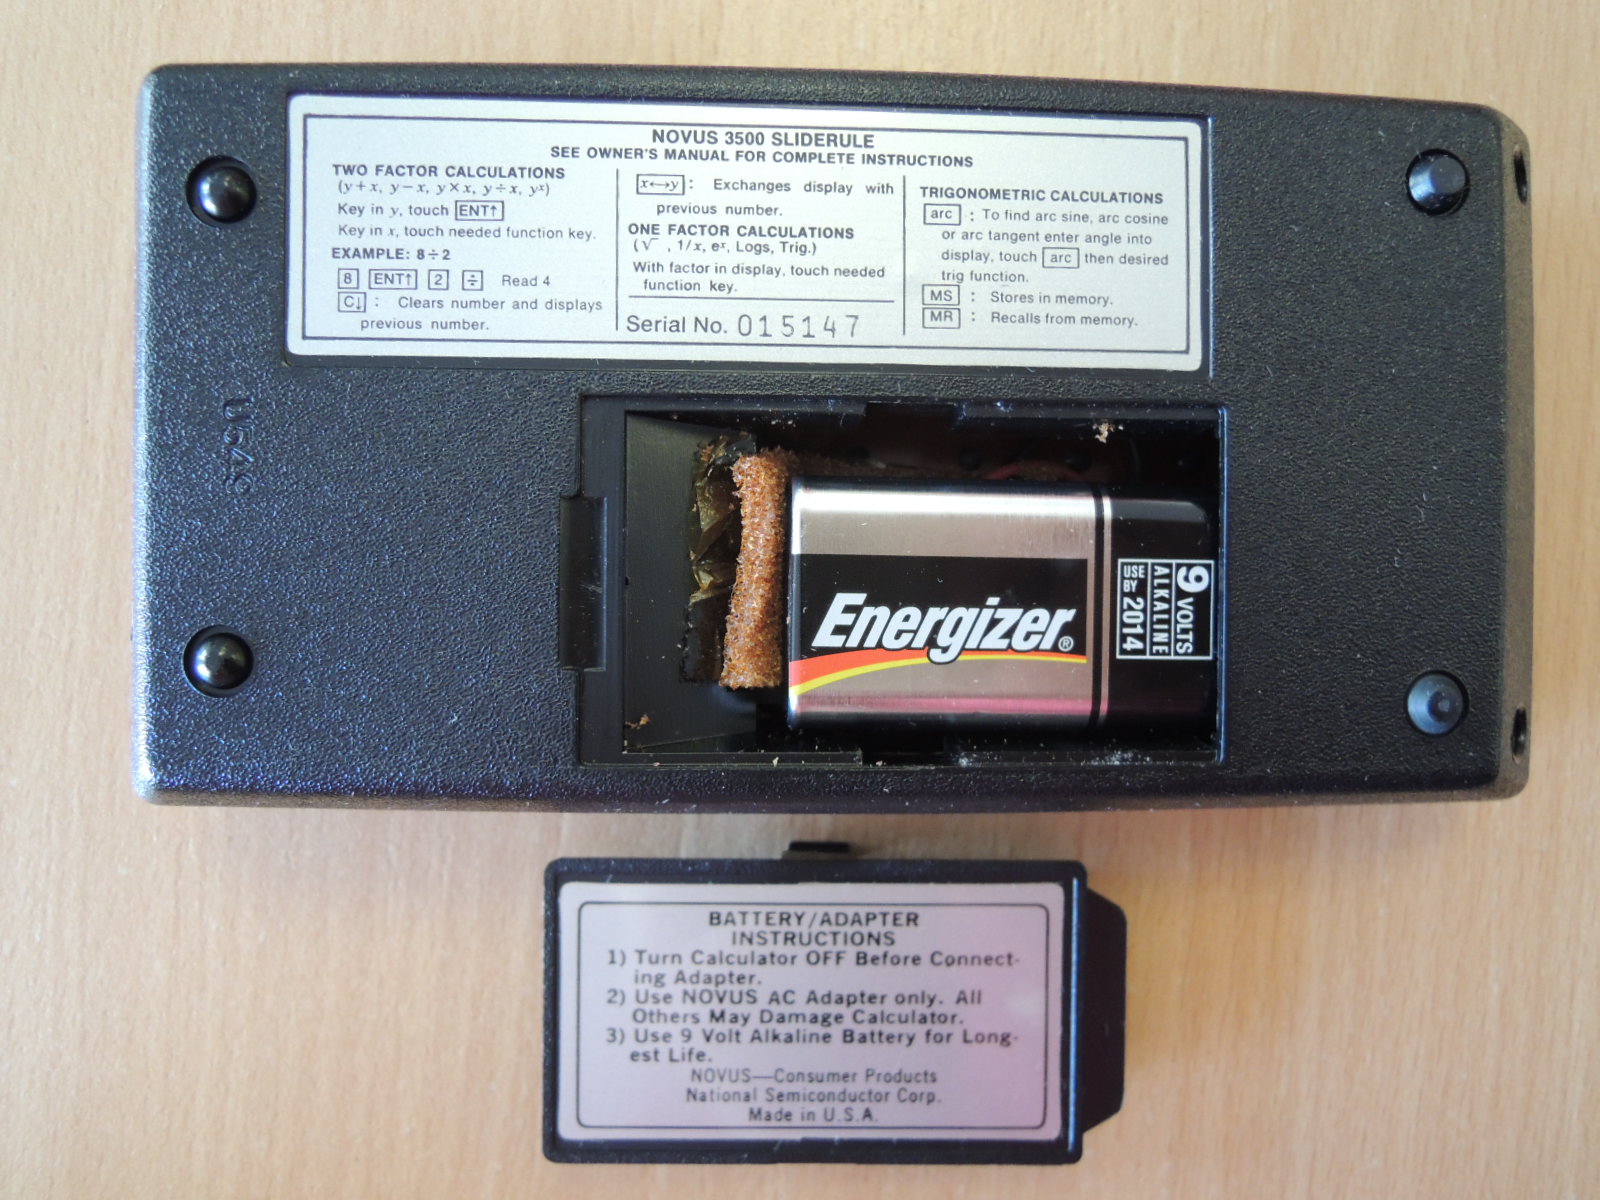 NOVUS 3500 SLIDERULE
SEE OWNER'S MANUAL FOR COMPLETE INSTRUCTIONS
TWO FACTOR CALCULATIONS
(y+x, y−x, y×x, y÷x, yˣ)
Key in y, touch ENT↑
Key in x, touch needed function key.
EXAMPLE: 8÷2
8 ENT↑ 2 ÷ Read 4
C↓ : Clears number and displays
previous number.
x↔y : Exchanges display with
previous number.
ONE FACTOR CALCULATIONS
(√ , 1/x, eˣ, Logs, Trig.)
With factor in display, touch needed
function key.
Serial No. 015147
TRIGONOMETRIC CALCULATIONS
arc : To find arc sine, arc cosine
or arc tangent enter angle into
display, touch arc then desired
trig function.
MS : Stores in memory.
MR : Recalls from memory.
Energizer®
9 VOLTS
ALKALINE
USE BY 2014
BATTERY/ADAPTER
INSTRUCTIONS
1) Turn Calculator OFF Before Connect-
ing Adapter.
2) Use NOVUS AC Adapter only. All
Others May Damage Calculator.
3) Use 9 Volt Alkaline Battery for Long-
est Life.
NOVUS—Consumer Products
National Semiconductor Corp.
Made in U.S.A.